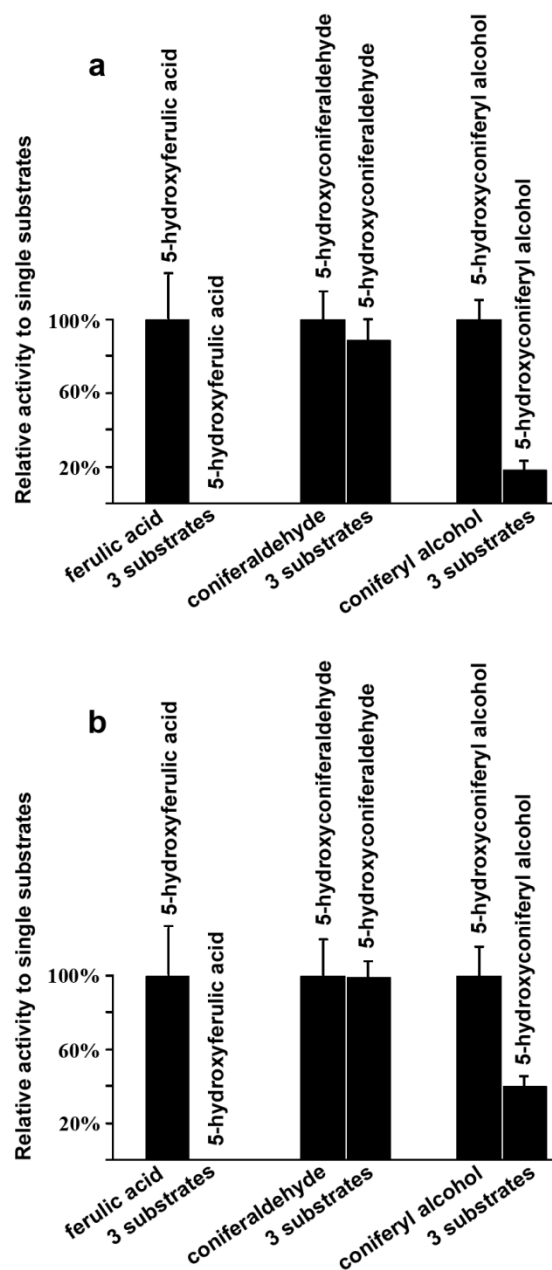 a
Relative activity to single substrates
100%
60%
20%
5-hydroxyferulic acid
5-hydroxyferulic acid
5-hydroxyconiferaldehyde
5-hydroxyconiferaldehyde
5-hydroxyconiferyl alcohol
5-hydroxyconiferyl alcohol
ferulic acid
3 substrates
coniferaldehyde
3 substrates
coniferyl alcohol
3 substrates
b
Relative activity to single substrates
100%
60%
20%
5-hydroxyferulic acid
5-hydroxyferulic acid
5-hydroxyconiferaldehyde
5-hydroxyconiferaldehyde
5-hydroxyconiferyl alcohol
5-hydroxyconiferyl alcohol
ferulic acid
3 substrates
coniferaldehyde
3 substrates
coniferyl alcohol
3 substrates